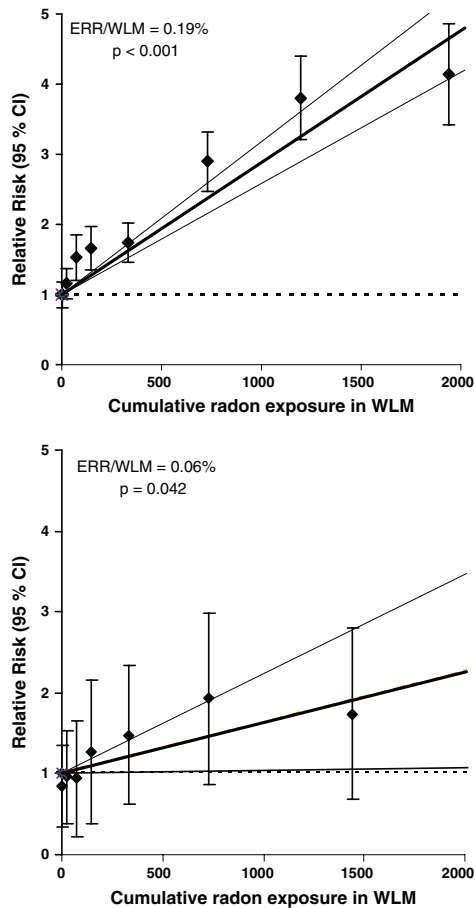 ERR/WLM = 0.19%
p < 0.001
Relative Risk (95 % CI)
5
4
3
2
1
0
0 500 1000 1500 2000
Cumulative radon exposure in WLM
ERR/WLM = 0.06%
p = 0.042
Relative Risk (95 % CI)
5
4
3
2
1
0
0 500 1000 1500 2000
Cumulative radon exposure in WLM